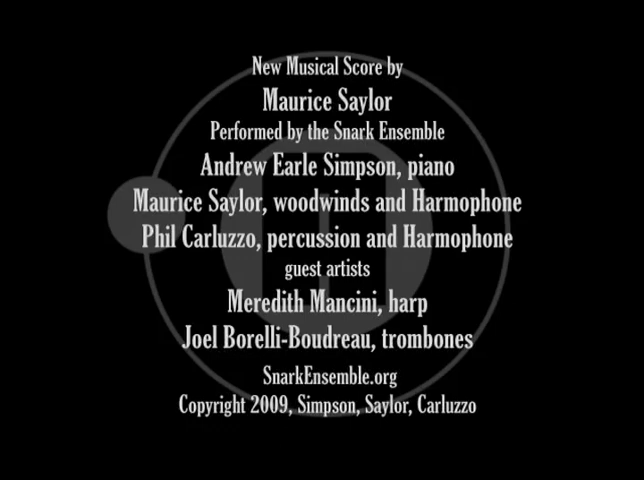 New Musical Score by
Maurice Saylor
Performed by the Snark Ensemble
Andrew Earle Simpson, piano
Maurice Saylor, woodwinds and Harmophone
Phil Carluzzo, percussion and Harmophone
guest artists
Meredith Mancini, harp
Joel Borelli-Boudreau, trombones
SnarkEnsemble.org
Copyright 2009, Simpson, Saylor, Carluzzo